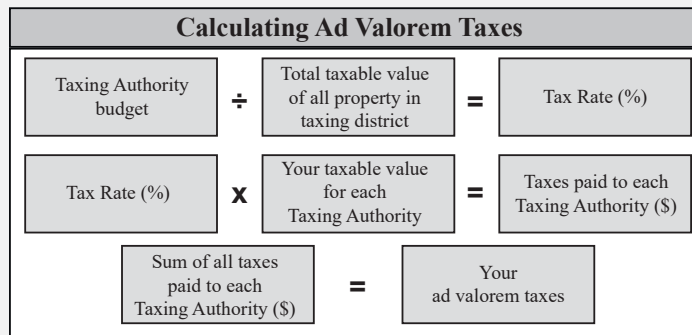 Calculating Ad Valorem Taxes
Taxing Authority
budget
÷
Total taxable value
of all property in
taxing district
=
Tax Rate (%)
Tax Rate (%)
x
Your taxable value
for each
Taxing Authority
=
Taxes paid to each
Taxing Authority ($)
Sum of all taxes
paid to each
Taxing Authority ($)
=
Your
ad valorem taxes